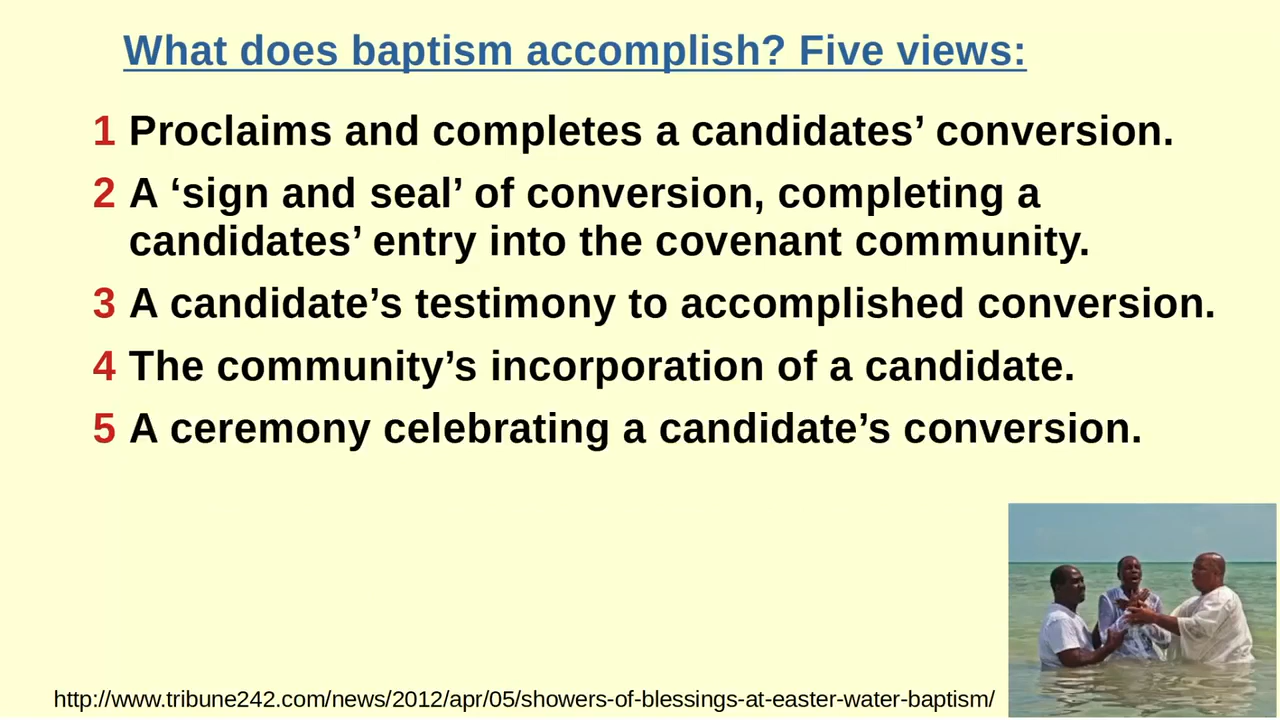 What does baptism accomplish? Five views:
1 Proclaims and completes a candidates’ conversion.
2 A ‘sign and seal’ of conversion, completing a
candidates’ entry into the covenant community.
3 A candidate’s testimony to accomplished conversion.
4 The community’s incorporation of a candidate.
5 A ceremony celebrating a candidate’s conversion.
http://www.tribune242.com/news/2012/apr/05/showers-of-blessings-at-easter-water-baptism/